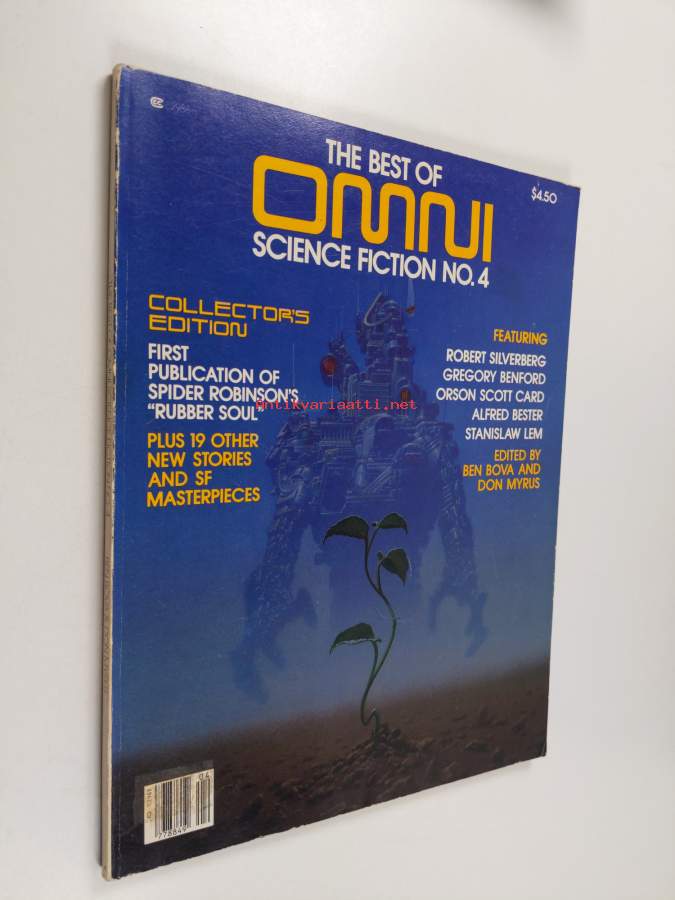 THE BEST OF
OMNI
SCIENCE FICTION NO. 4
$4.50
COLLECTOR'S
EDITION
FIRST
PUBLICATION OF
SPIDER ROBINSON'S
"RUBBER SOUL"
PLUS 19 OTHER
NEW STORIES
AND SF
MASTERPIECES
FEATURING
ROBERT SILVERBERG
GREGORY BENFORD
ORSON SCOTT CARD
ALFRED BESTER
STANISLAW LEM
EDITED BY
BEN BOVA AND
DON MYRUS
antikvariaatti.net
04
775849